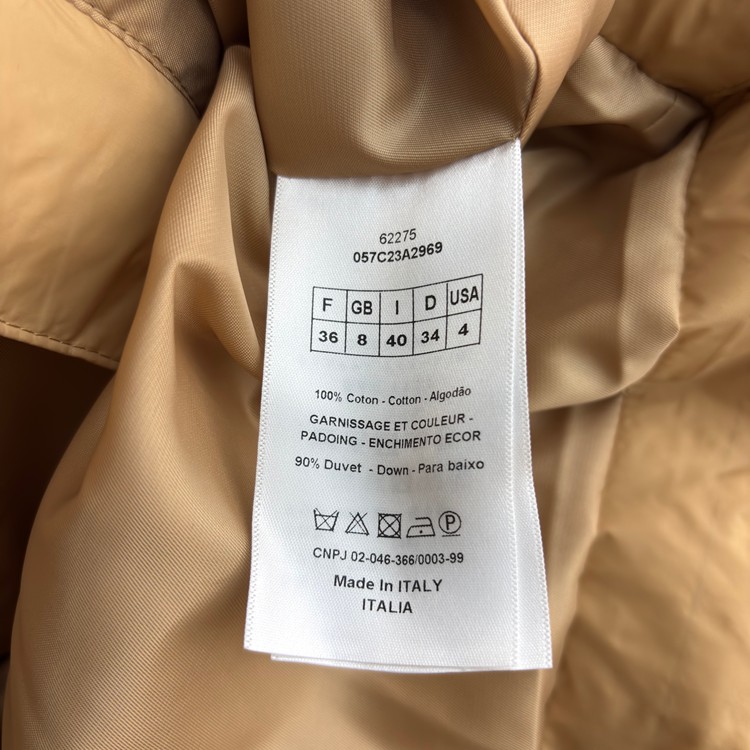 62275
057C23A2969
F GB I D USA
36 8 40 34 4
100% Coton - Cotton - Algodão
GARNISSAGE ET COULEUR -
PADOING - ENCHIMENTO ECOR
90% Duvet - Down - Para baixo
P
CNPJ 02-046-366/0003-99
Made In ITALY
ITALIA